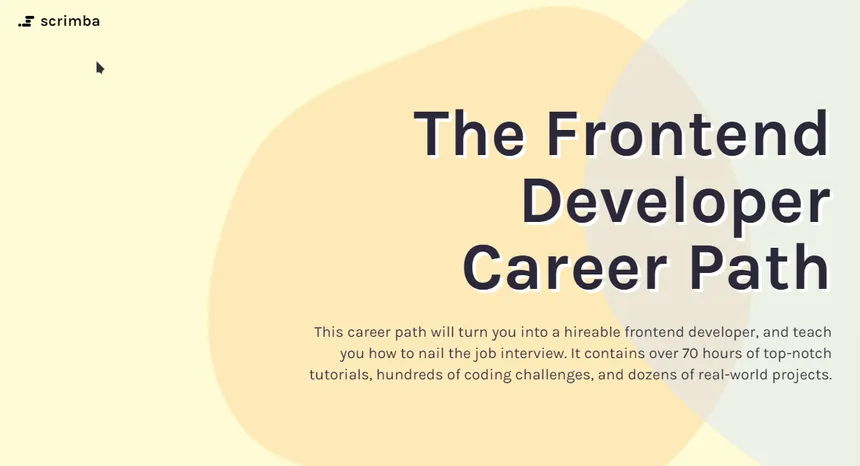 scrimba
The Frontend
Developer
Career Path
This career path will turn you into a hireable frontend developer, and teach
you how to nail the job interview. It contains over 70 hours of top-notch
tutorials, hundreds of coding challenges, and dozens of real-world projects.